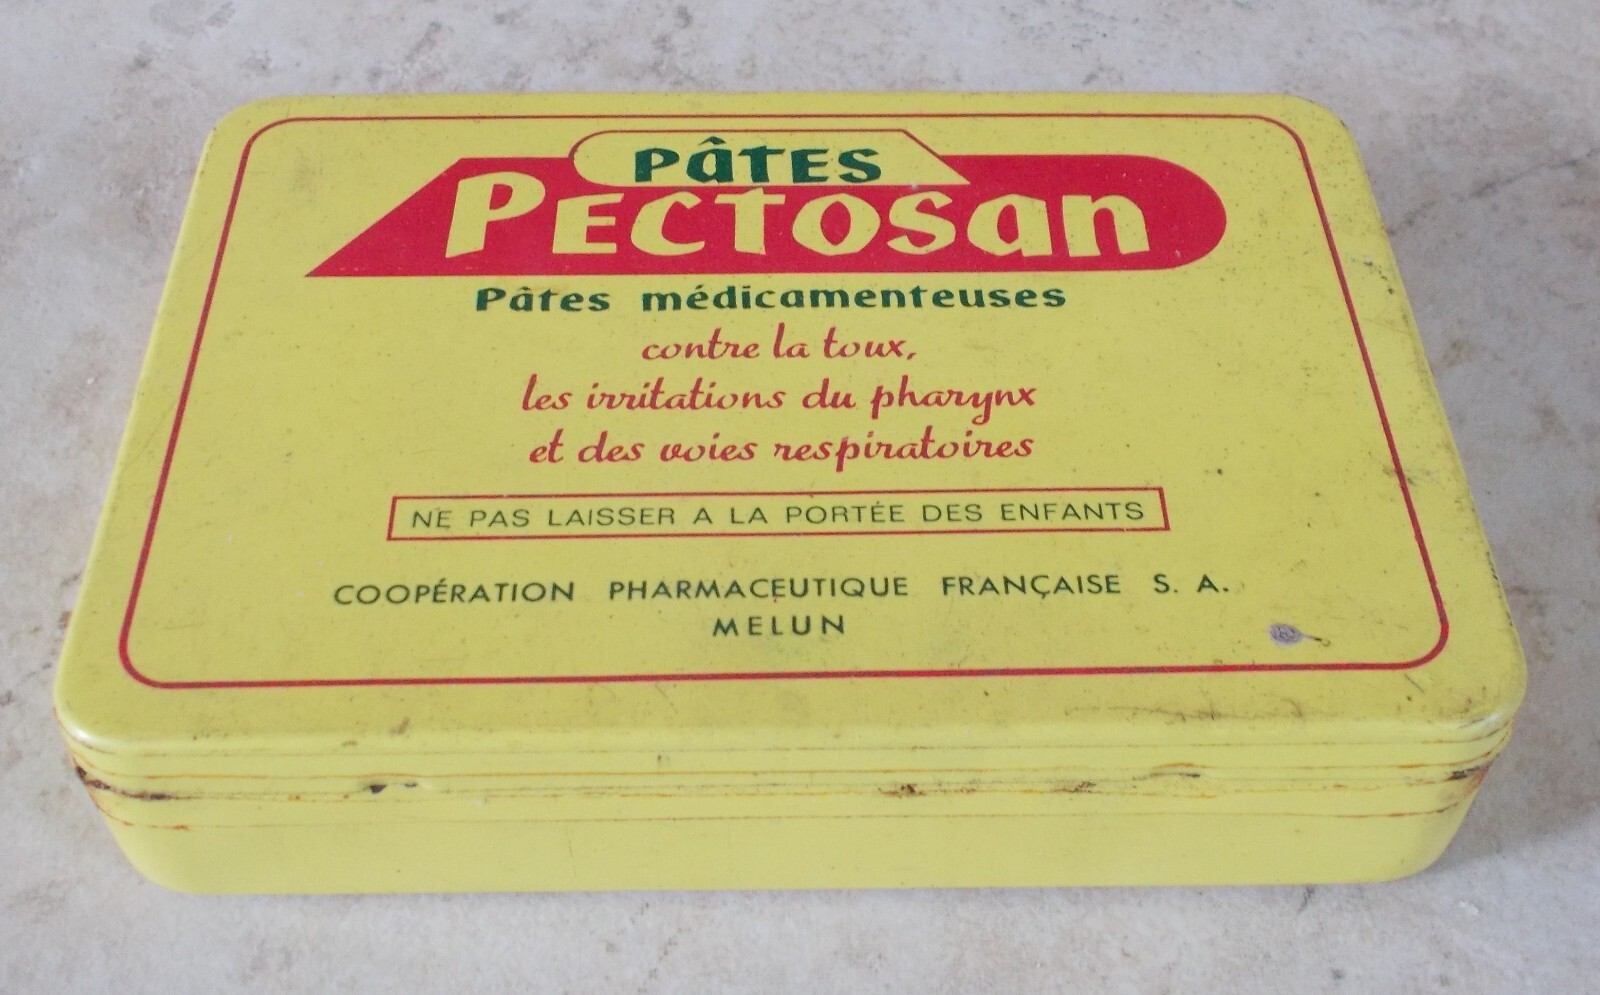 PÂTES
PECTOSan
Pâtes médicamenteuses
contre la toux,
les irritations du pharynx
et des voies respiratoires
NE PAS LAISSER A LA PORTÉE DES ENFANTS
COOPÉRATION PHARMACEUTIQUE FRANÇAISE S. A.
MELUN